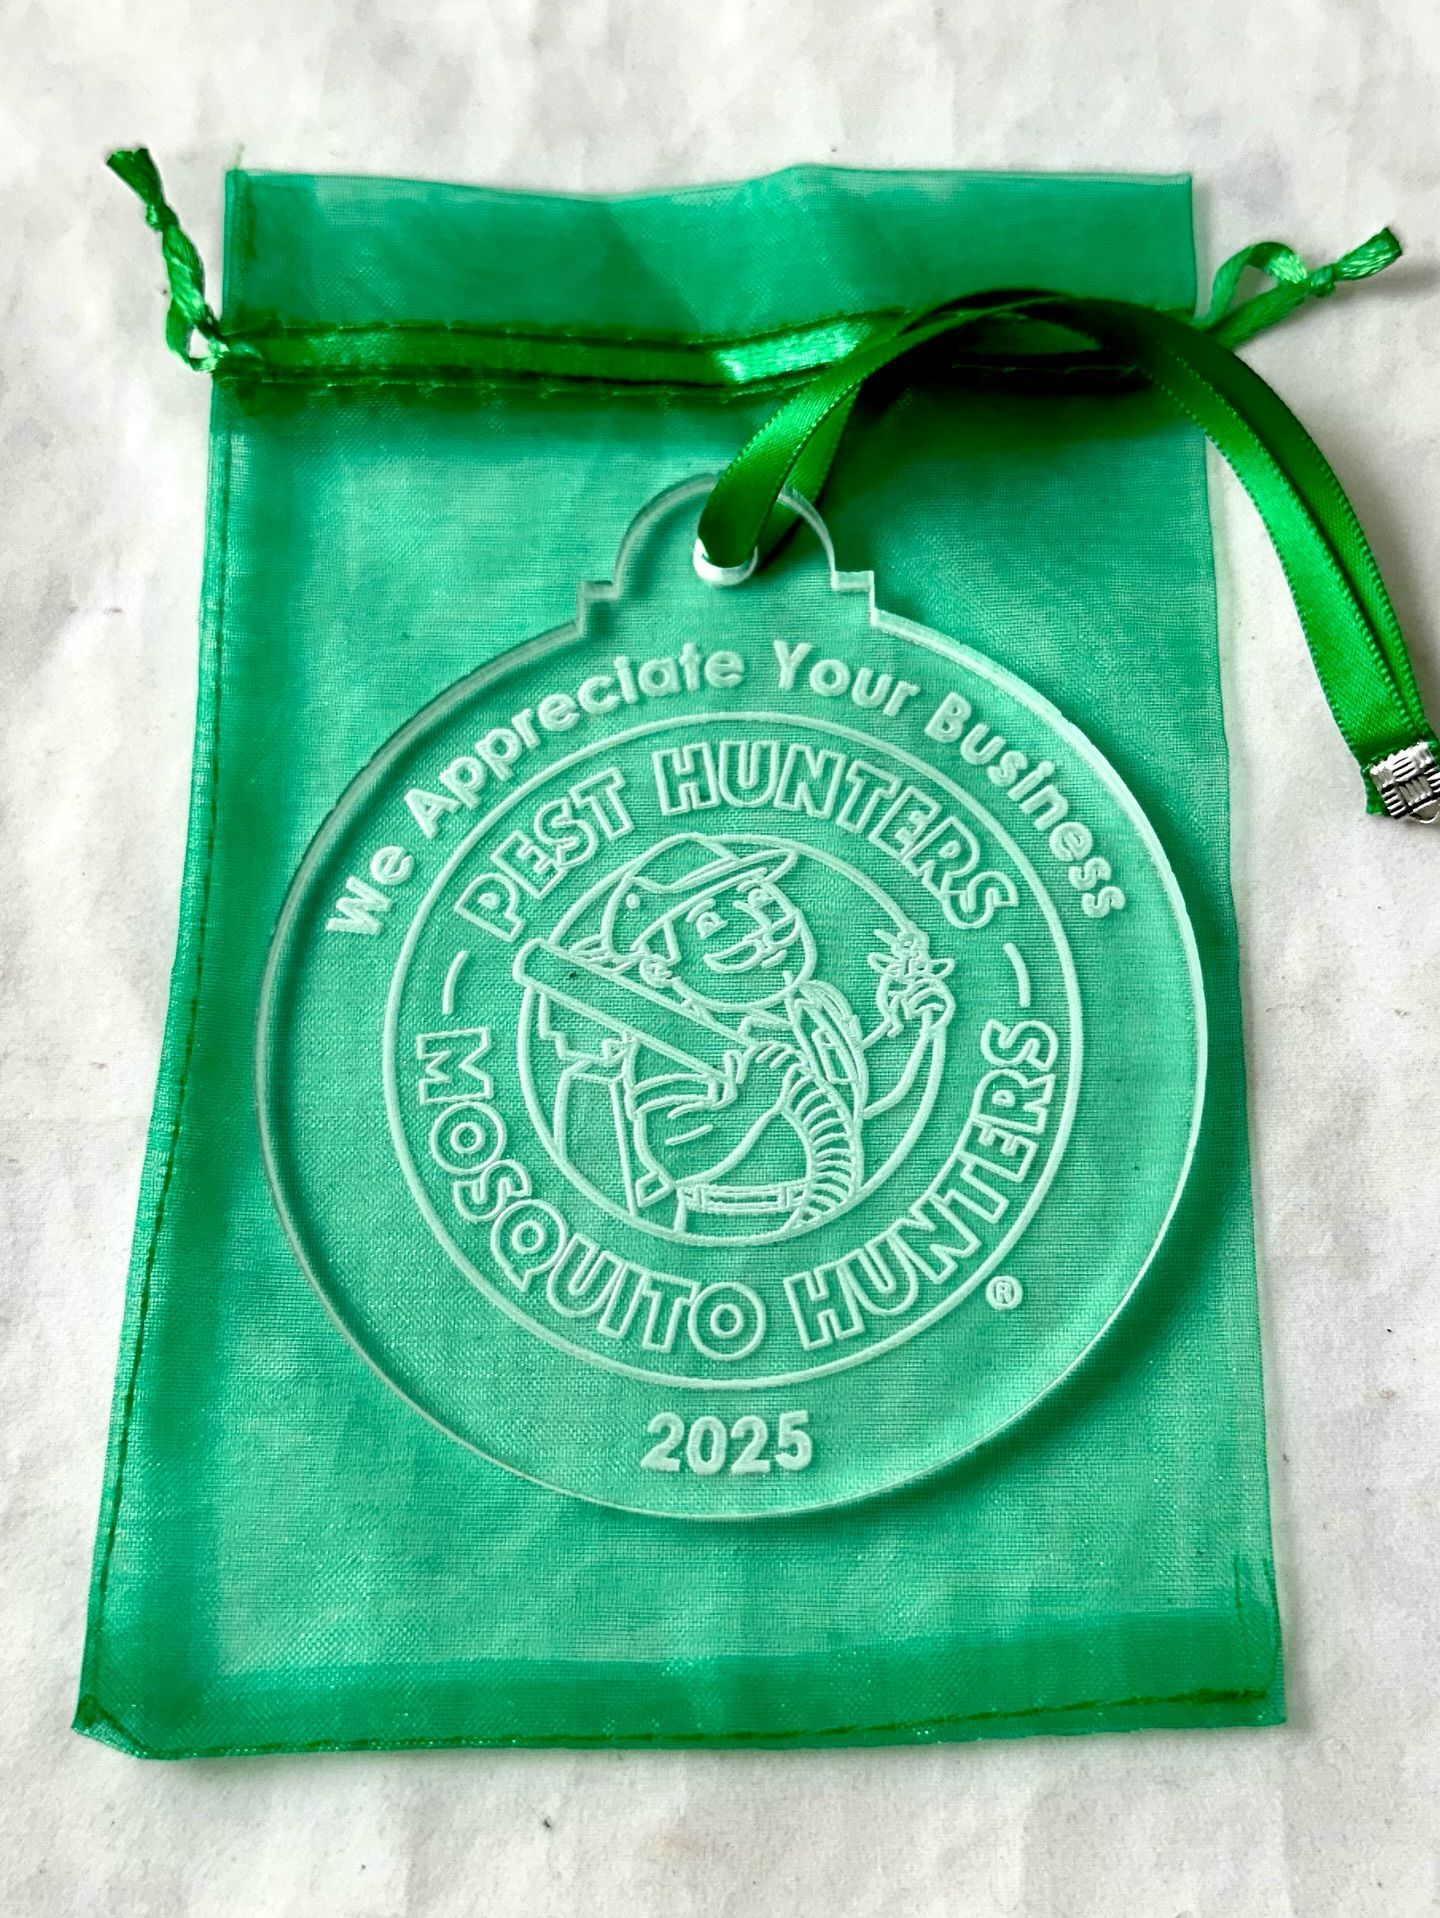 We Appreciate Your Business
PEST HUNTERS
MOSQUITO HUNTERS
®
2025